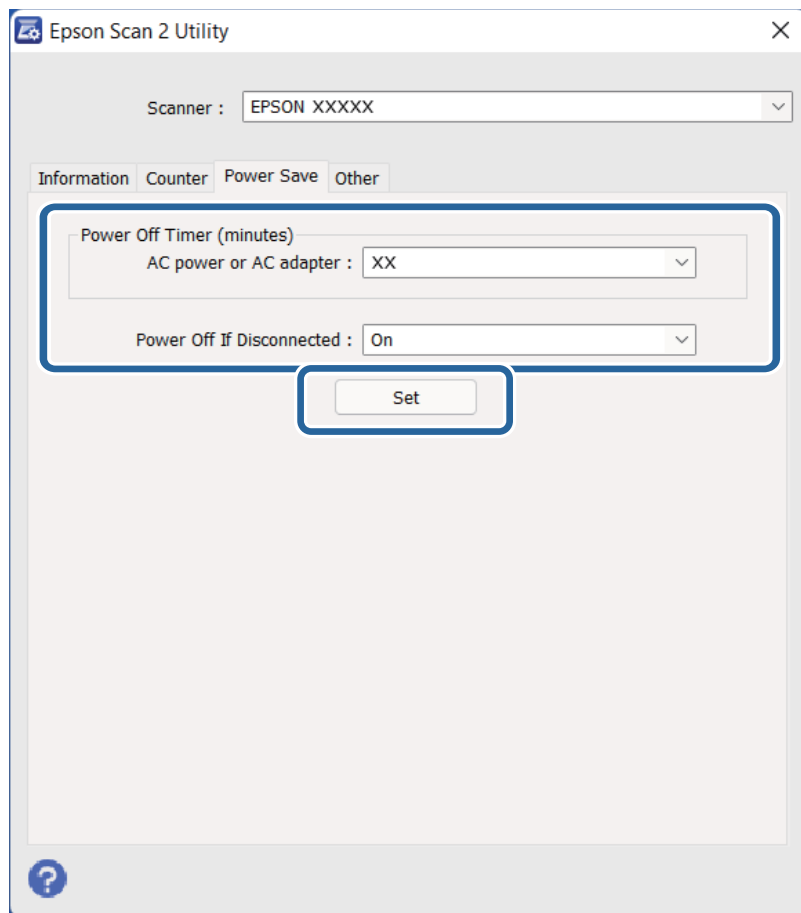 Epson Scan 2 Utility
Scanner : EPSON XXXXX
Information Counter Power Save Other
Power Off Timer (minutes)
AC power or AC adapter : XX
Power Off If Disconnected : On
Set
?